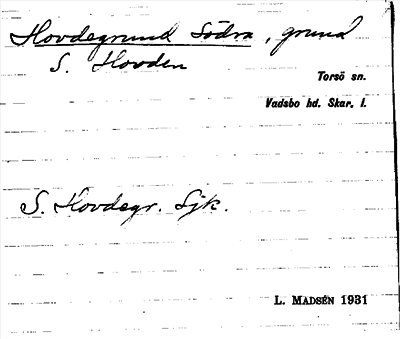 Hovdegrund Södra, grund
S. Hovden
Torsö sn.
Vadsbo hd. Skar. l.
S. Hovdegr. Sjk.
L. MADSÉN 1931